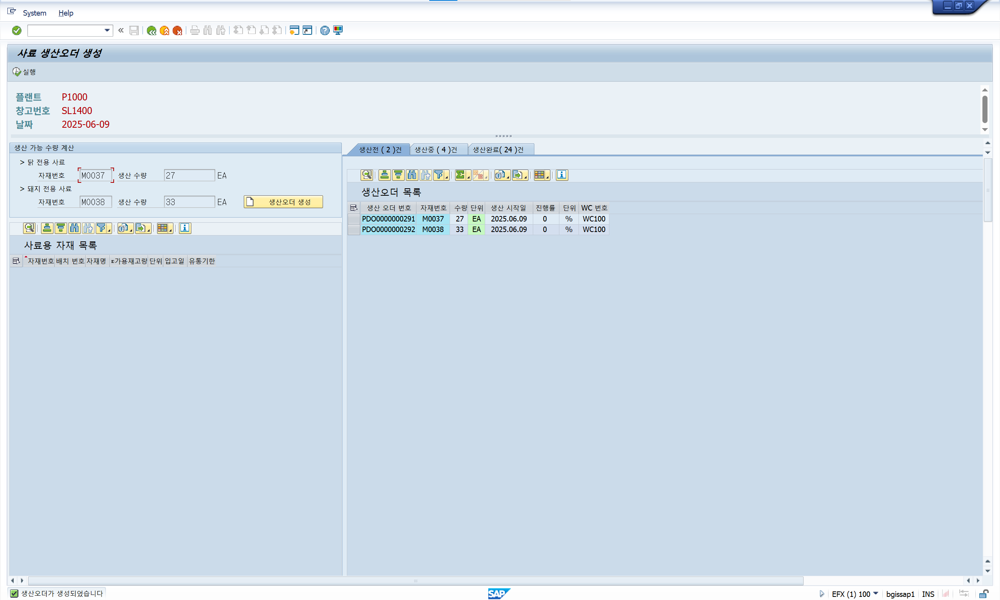 System Help
사료 생산오더 생성
실행
플랜트 P1000
창고번호 SL1400
날짜 2025-06-09
생산 가능 수량 계산
> 닭 전용 사료
자재번호 M0037 생산 수량 27 EA
> 돼지 전용 사료
자재번호 M0038 생산 수량 33 EA 생산오더 생성
사료용 자재 목록
자재번호 배치 번호 자재명 가용재고량 단위 입고일 유통기한
생산전 ( 2 )건 생산중 ( 4 )건 생산완료( 24 )건
생산오더 목록
생산 오더 번호 자재번호 수량 단위 생산 시작일 진행률 단위 WC 번호
PDO0000000291 M0037 27 EA 2025.06.09 0 % WC100
PDO0000000292 M0038 33 EA 2025.06.09 0 % WC100
생산오더가 생성되었습니다
SAP
EFX (1) 100 bgissap1 INS